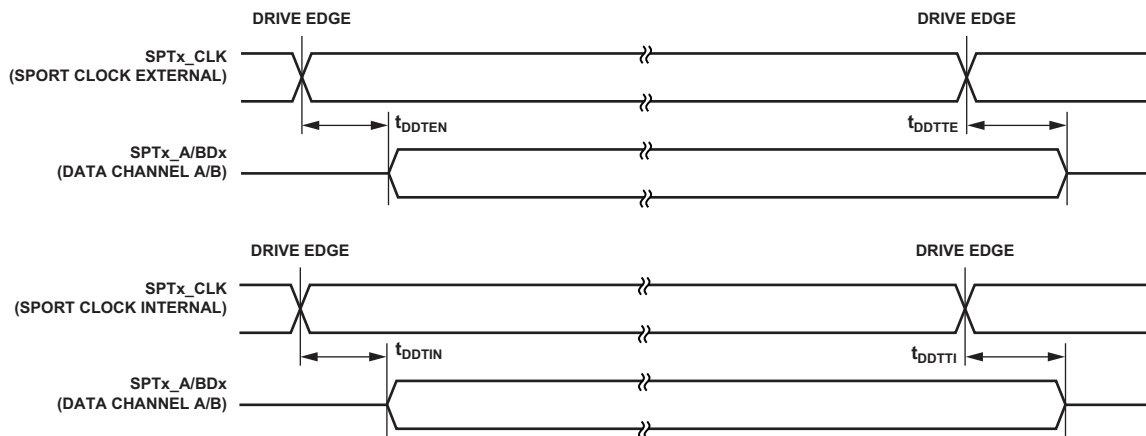 DRIVE EDGE DRIVE EDGE
SPTx_CLK
(SPORT CLOCK EXTERNAL)
tDDTEN tDDTTE
SPTx_A/BDx
(DATA CHANNEL A/B)
DRIVE EDGE DRIVE EDGE
SPTx_CLK
(SPORT CLOCK INTERNAL)
tDDTIN tDDTTI
SPTx_A/BDx
(DATA CHANNEL A/B)